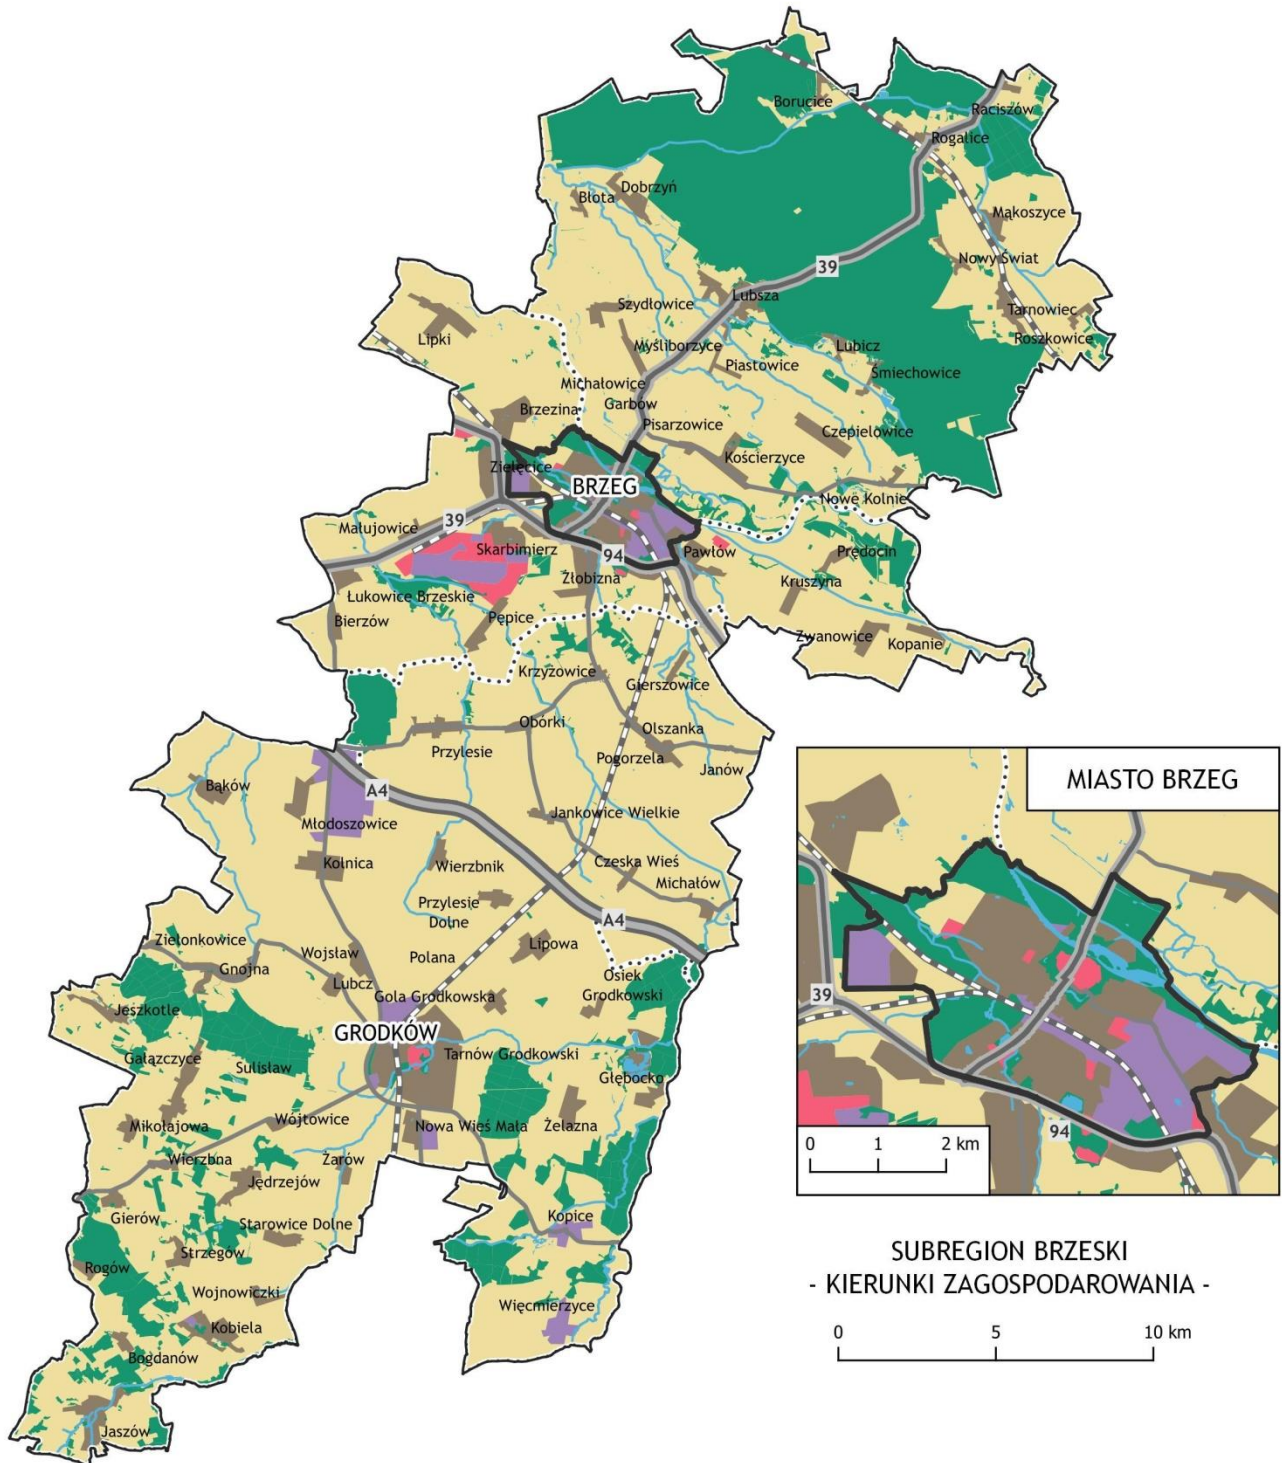 Borucice
Raciszów
Rogalice
Dobrzyń
Błota
Mąkoszyce
Nowy Świat
39
Lubsza
Szydłowice
Tarnowiec
Roszkowice
Lipki
Myśliborzyce
Lubicz
Piastowice
Śmiechowice
Michałowice
Garbów
Brzezina
Pisarzowice
Czepielowice
Kościerzyce
Zielęcice
BRZEG
Nowe Kolnie
39
Małujowice
Skarbimierz
94
Pawłów
Prędocin
Żłobizna
Kruszyna
Łukowice Brzeskie
Bierzów
Pępice
Zwanowice
Kopanie
Krzyżowice
Gierszowice
Obórki
Olszanka
Przylesie
Pogorzela
Janów
MIASTO BRZEG
39
94
0 1 2 km
Bąków
A4
Młodoszowice
Jankowice Wielkie
Kolnica
Wierzbnik
Czeska Wieś
Michałów
Przylesie
Dolne
A4
Zielonkowice
Wojsław
Polana
Lipowa
Gnojna
Lubcz
Osiek
Grodkowski
Gola Grodkowska
Jeszkotle
GRODKÓW
Gałązczyce
Sulisław
Tarnów Grodkowski
Głębocko
Mikołajowa
Wójtowice
Nowa Wieś Mała
Żelazna
Wierzbna
Żarów
Jędrzejów
Gierów
Starowice Dolne
Kopice
Strzegów
Rogów
Wojnowiczki
Więcmierzyce
Kobiela
Bogdanów
Jaszów
SUBREGION BRZESKI
- KIERUNKI ZAGOSPODAROWANIA -
0 5 10 km